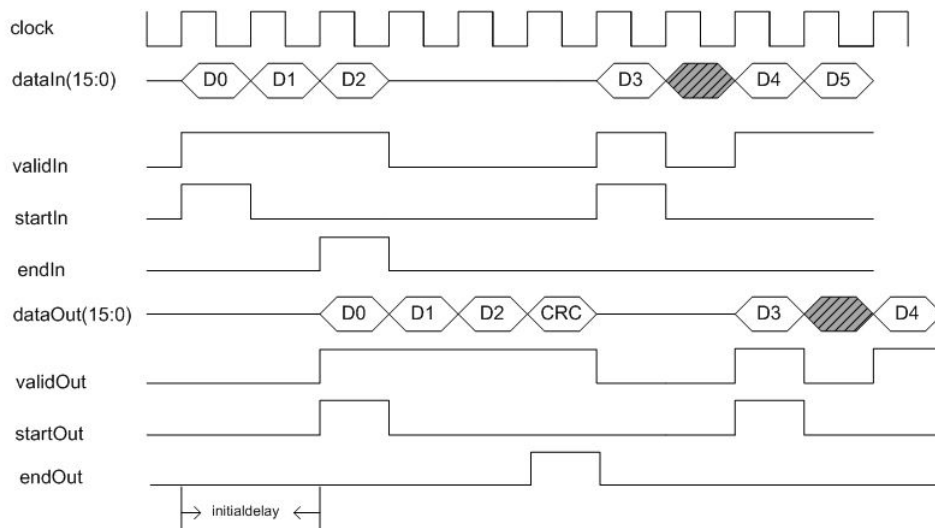 clock
dataIn(15:0) D0 D1 D2 D3 D4 D5
validIn
startIn
endIn
dataOut(15:0) D0 D1 D2 CRC D3 D4
validOut
startOut
endOut
initialdelay